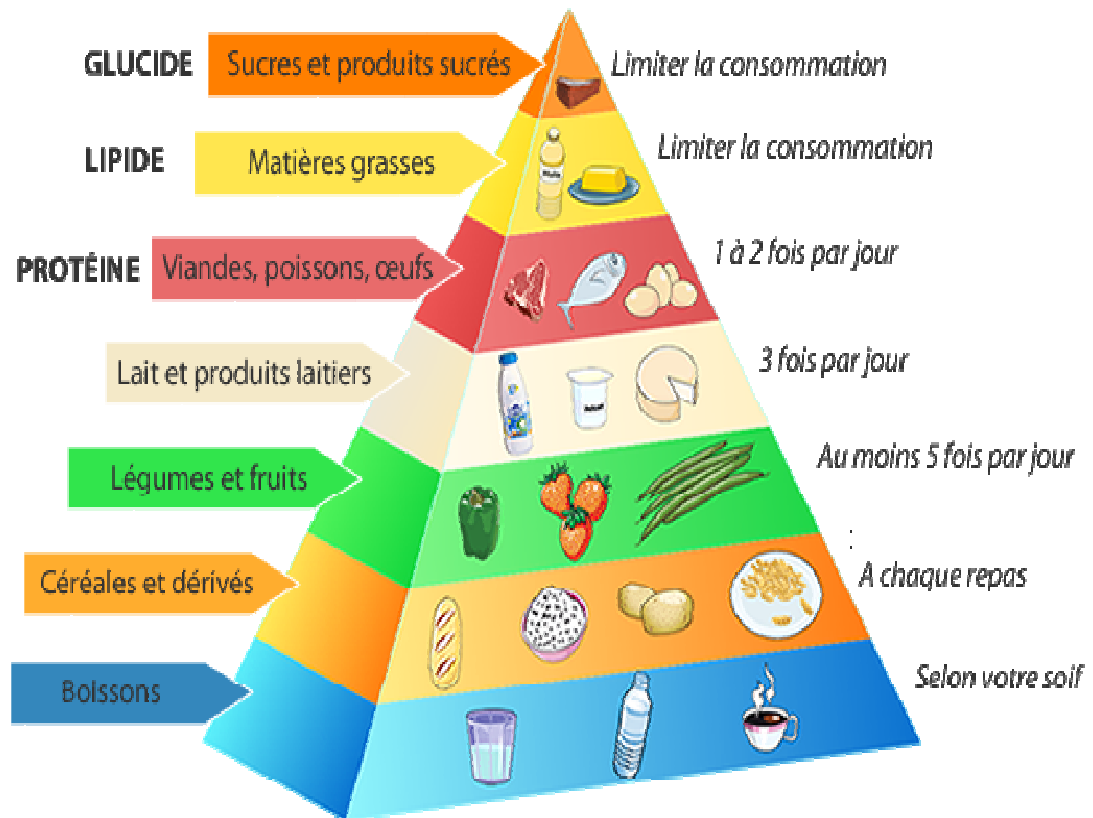 GLUCIDE Sucres et produits sucrés Limiter la consommation
LIPIDE Matières grasses Limiter la consommation
PROTÉINE Viandes, poissons, œufs 1 à 2 fois par jour
Lait et produits laitiers 3 fois par jour
Légumes et fruits Au moins 5 fois par jour
:
Céréales et dérivés A chaque repas
Boissons Selon votre soif